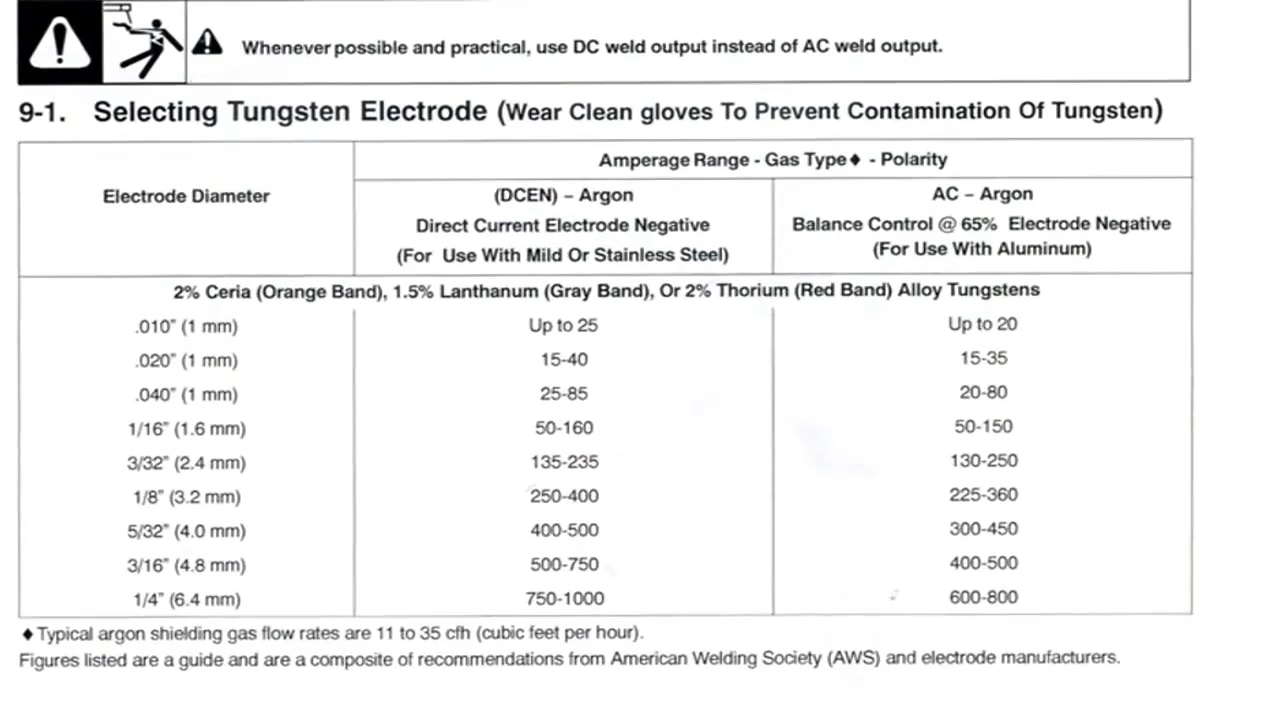 Whenever possible and practical, use DC weld output instead of AC weld output.
9-1. Selecting Tungsten Electrode (Wear Clean gloves To Prevent Contamination Of Tungsten)
Electrode Diameter
Amperage Range - Gas Type♦ - Polarity
(DCEN) – Argon
Direct Current Electrode Negative
(For Use With Mild Or Stainless Steel)
AC – Argon
Balance Control @ 65% Electrode Negative
(For Use With Aluminum)
2% Ceria (Orange Band), 1.5% Lanthanum (Gray Band), Or 2% Thorium (Red Band) Alloy Tungstens
.010” (1 mm) Up to 25 Up to 20
.020” (1 mm) 15-40 15-35
.040” (1 mm) 25-85 20-80
1/16” (1.6 mm) 50-160 50-150
3/32” (2.4 mm) 135-235 130-250
1/8” (3.2 mm) 250-400 225-360
5/32” (4.0 mm) 400-500 300-450
3/16” (4.8 mm) 500-750 400-500
1/4” (6.4 mm) 750-1000 600-800
♦Typical argon shielding gas flow rates are 11 to 35 cfh (cubic feet per hour).
Figures listed are a guide and are a composite of recommendations from American Welding Society (AWS) and electrode manufacturers.